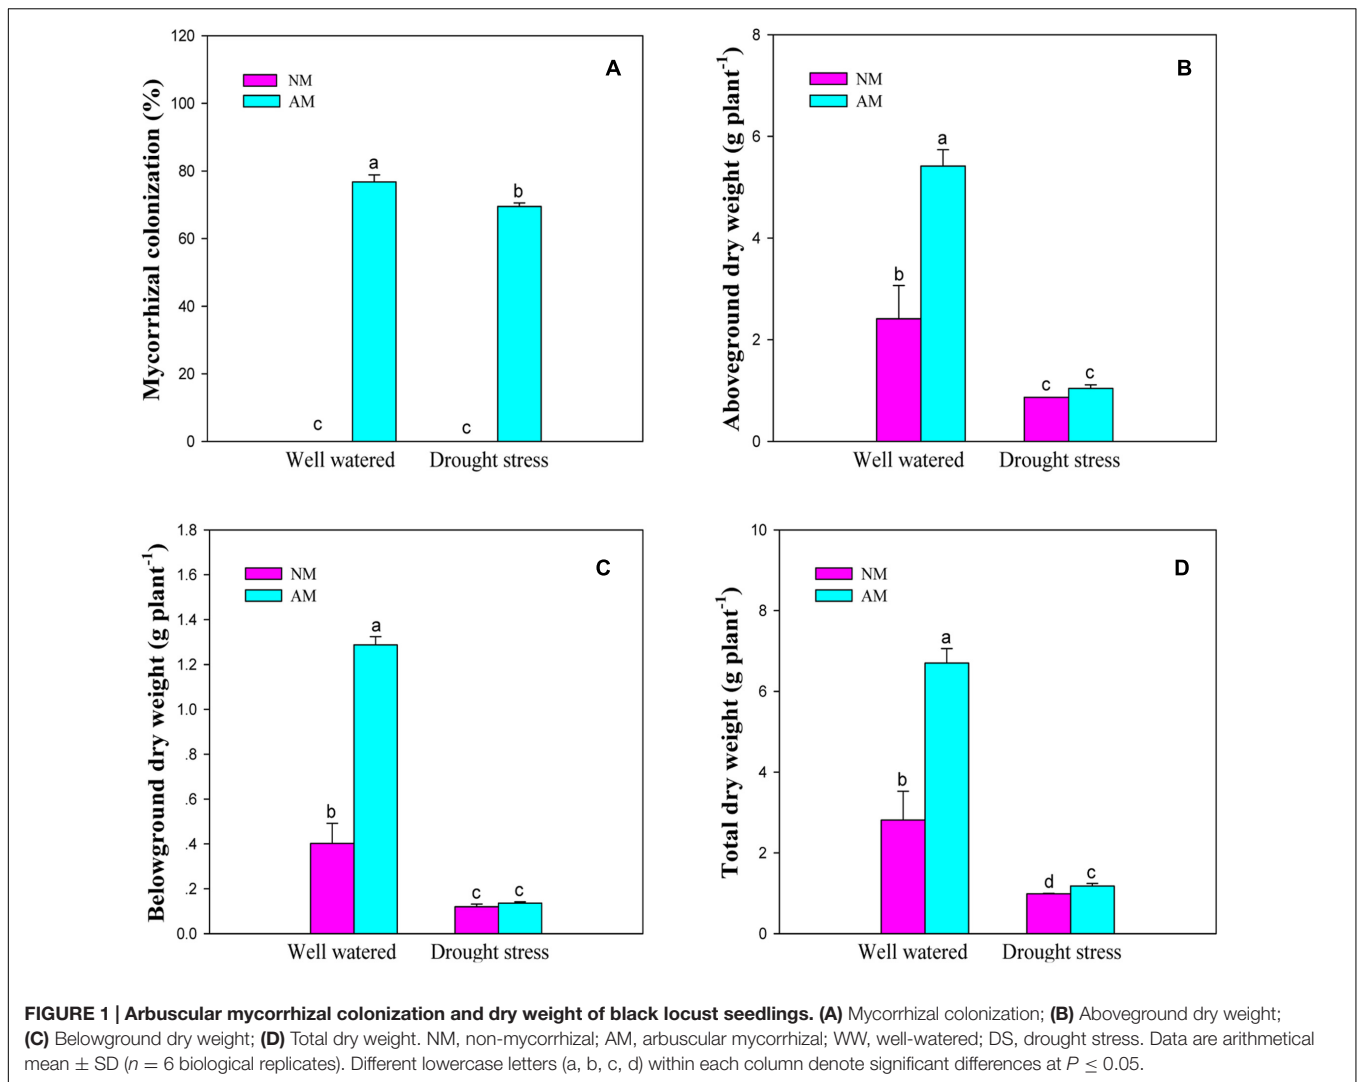 120
100
80
60
40
20
0
Mycorrhizal colonization (%)
NM
AM
A
c
a
c
b
Well watered
Drought stress
8
6
4
2
0
Aboveground dry weight (g plant⁻¹)
NM
AM
B
b
a
c
c
Well watered
Drought stress
1.8
1.6
1.4
1.2
1.0
.8
.6
.4
.2
0.0
Belowground dry weight (g plant⁻¹)
NM
AM
C
b
a
c
c
Well watered
Drought stress
10
8
6
4
2
0
Total dry weight (g plant⁻¹)
NM
AM
D
b
a
d
c
Well watered
Drought stress
FIGURE 1 | Arbuscular mycorrhizal colonization and dry weight of black locust seedlings. (A) Mycorrhizal colonization; (B) Aboveground dry weight;
(C) Belowground dry weight; (D) Total dry weight. NM, non-mycorrhizal; AM, arbuscular mycorrhizal; WW, well-watered; DS, drought stress. Data are arithmetical
mean ± SD (n = 6 biological replicates). Different lowercase letters (a, b, c, d) within each column denote significant differences at P ≤ 0.05.